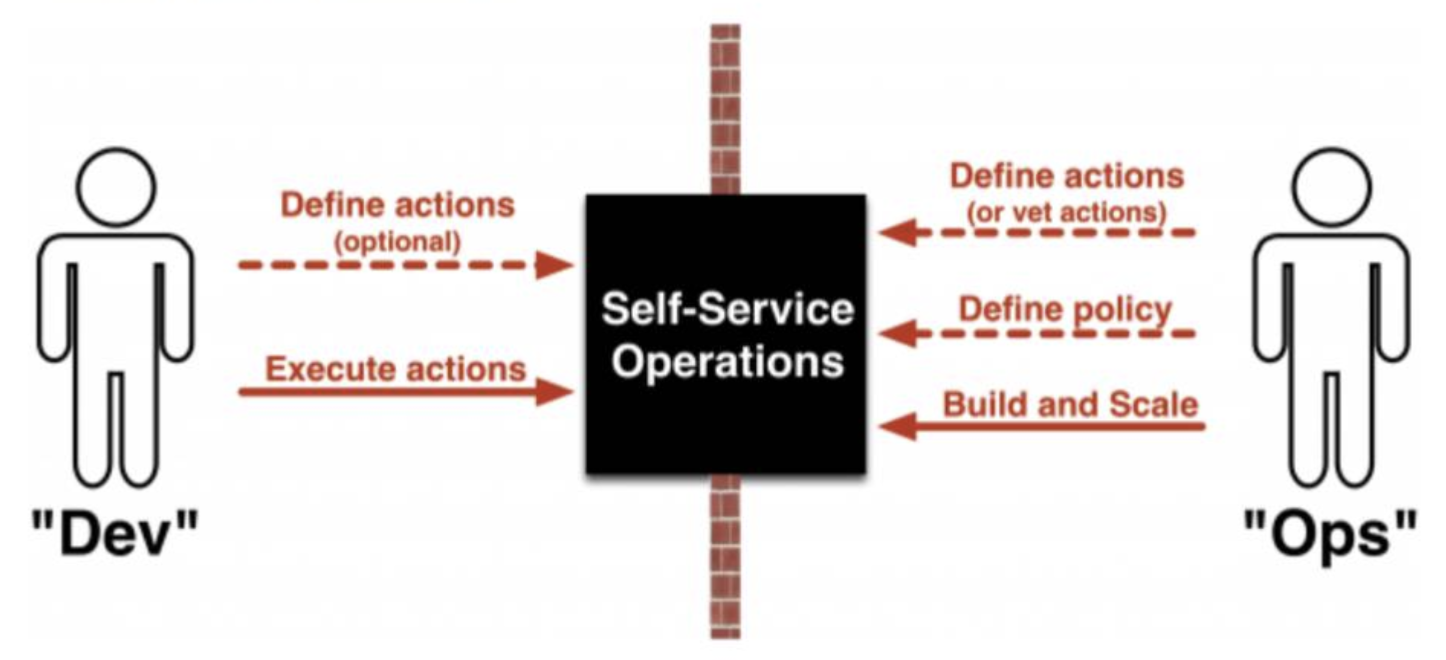 Define actions
(optional)
Execute actions
"Dev"
Self-Service
Operations
Define actions
(or vet actions)
Define policy
Build and Scale
"Ops"